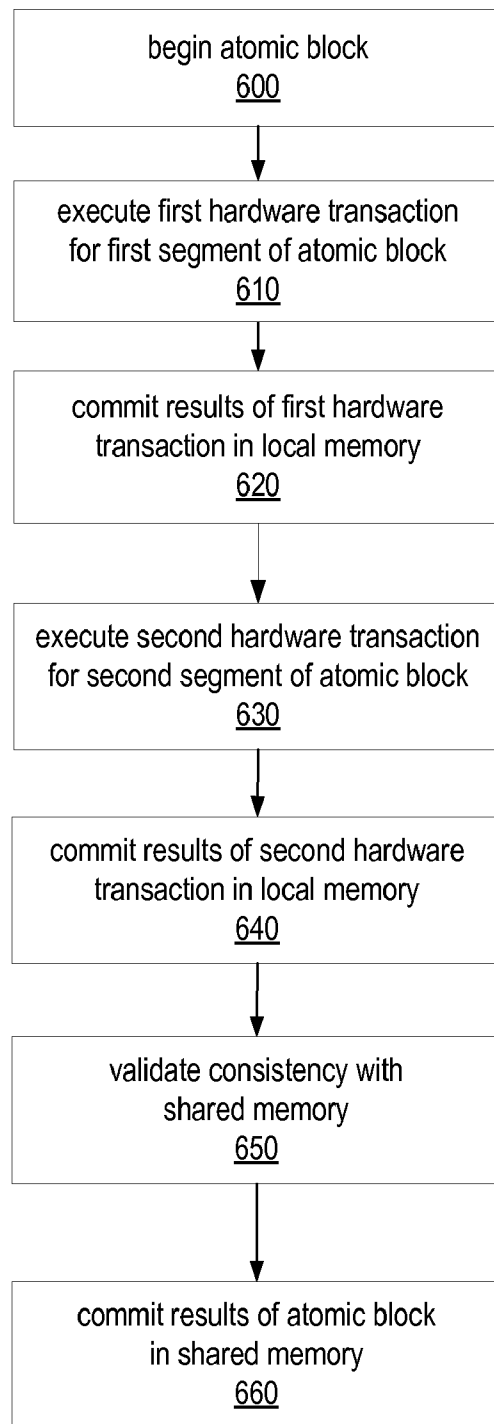 begin atomic block
600
execute first hardware transaction
for first segment of atomic block
610
commit results of first hardware
transaction in local memory
620
execute second hardware transaction
for second segment of atomic block
630
commit results of second hardware
transaction in local memory
640
validate consistency with
shared memory
650
commit results of atomic block
in shared memory
660